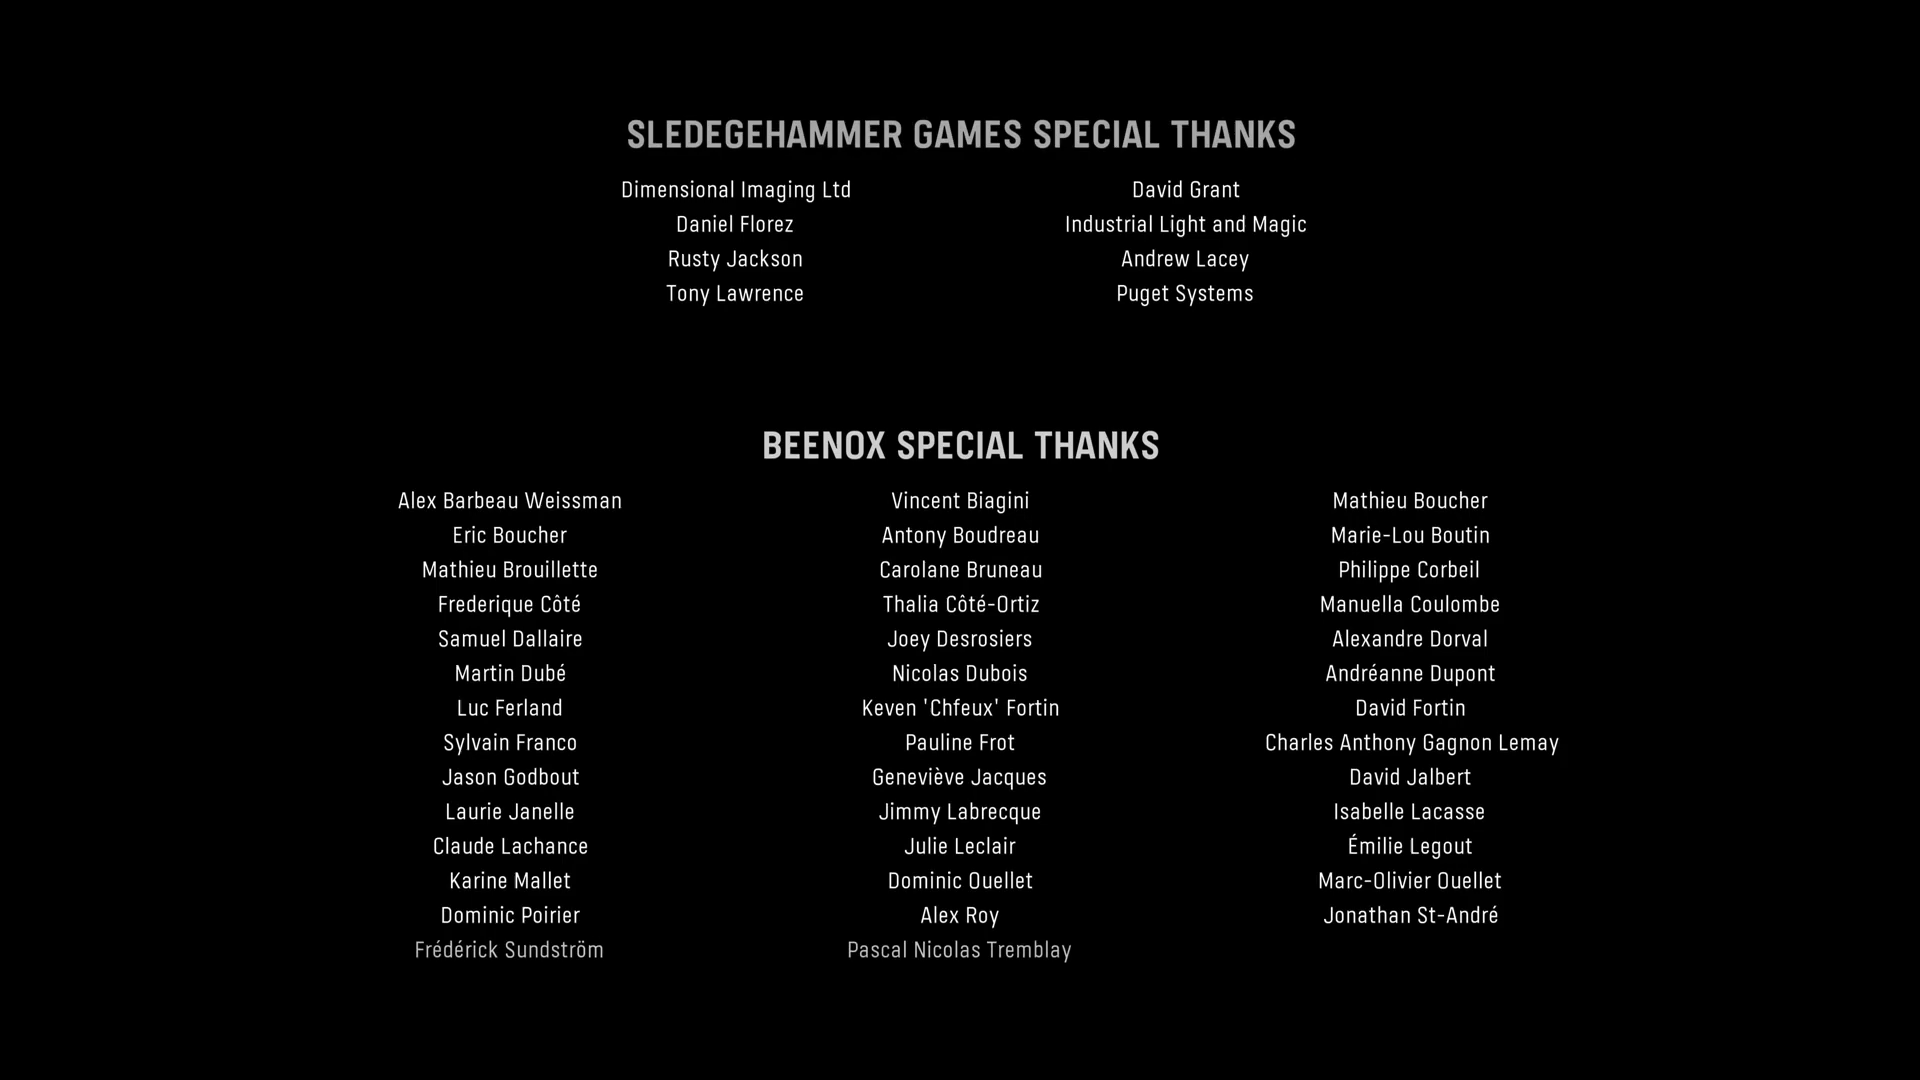 SLEDEGEHAMMER GAMES SPECIAL THANKS
Dimensional Imaging Ltd David Grant
Daniel Florez Industrial Light and Magic
Rusty Jackson Andrew Lacey
Tony Lawrence Puget Systems
BEENOX SPECIAL THANKS
Alex Barbeau Weissman Vincent Biagini Mathieu Boucher
Eric Boucher Antony Boudreau Marie-Lou Boutin
Mathieu Brouillette Carolane Bruneau Philippe Corbeil
Frederique Côté Thalia Côté-Ortiz Manuella Coulombe
Samuel Dallaire Joey Desrosiers Alexandre Dorval
Martin Dubé Nicolas Dubois Andréanne Dupont
Luc Ferland Keven 'Chfeux' Fortin David Fortin
Sylvain Franco Pauline Frot Charles Anthony Gagnon Lemay
Jason Godbout Geneviève Jacques David Jalbert
Laurie Janelle Jimmy Labrecque Isabelle Lacasse
Claude Lachance Julie Leclair Émilie Legout
Karine Mallet Dominic Ouellet Marc-Olivier Ouellet
Dominic Poirier Alex Roy Jonathan St-André
Frédérick Sundström Pascal Nicolas Tremblay